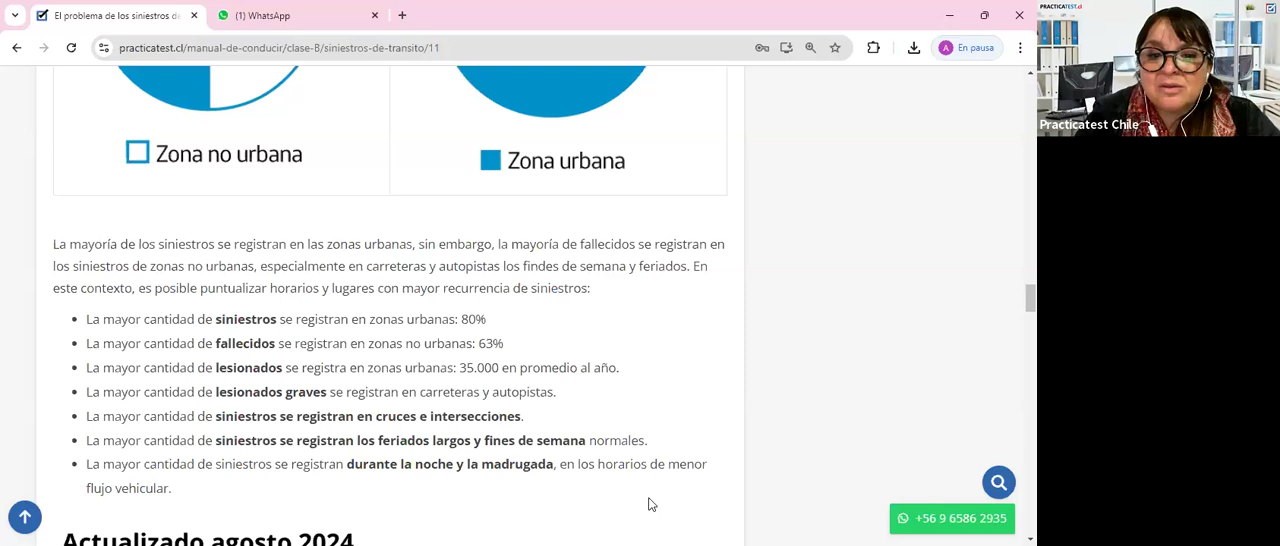 El problema de los siniestros de
(1) WhatsApp
practicatest.cl/manual-de-conducir/clase-B/siniestros-de-transito/11
A
En pausa
PRACTICATEST.cl
Practicatest Chile
Zona no urbana
Zona urbana
La mayoría de los siniestros se registran en las zonas urbanas, sin embargo, la mayoría de fallecidos se registran en
los siniestros de zonas no urbanas, especialmente en carreteras y autopistas los findes de semana y feriados. En
este contexto, es posible puntualizar horarios y lugares con mayor recurrencia de siniestros:
• La mayor cantidad de siniestros se registran en zonas urbanas: 80%
• La mayor cantidad de fallecidos se registran en zonas no urbanas: 63%
• La mayor cantidad de lesionados se registra en zonas urbanas: 35.000 en promedio al año.
• La mayor cantidad de lesionados graves se registran en carreteras y autopistas.
• La mayor cantidad de siniestros se registran en cruces e intersecciones.
• La mayor cantidad de siniestros se registran los feriados largos y fines de semana normales.
• La mayor cantidad de siniestros se registran durante la noche y la madrugada, en los horarios de menor
flujo vehicular.
+56 9 6586 2935
Actualizado agosto 2024